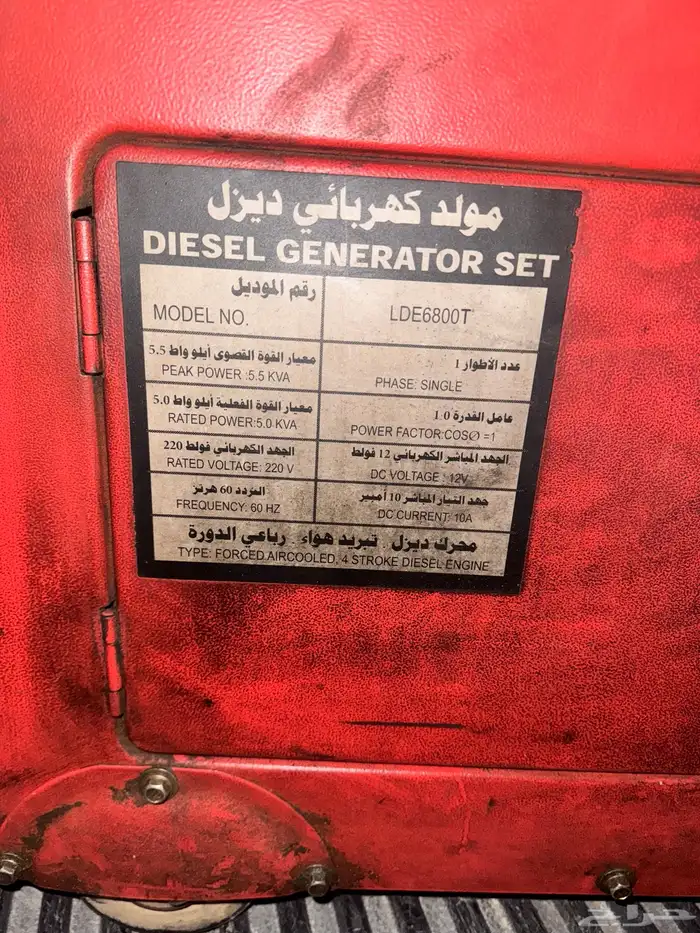 مولد كهربائي ديزل
DIESEL GENERATOR SET
رقم الموديل
MODEL NO.
LDE6800T
معيار القوة القصوى أيلو واط 5.5
PEAK POWER :5.5 KVA
عدد الأطوار 1
PHASE: SINGLE
معيار القوة الفعلية أيلو واط 5.0
RATED POWER:5.0 KVA
عامل القدرة 1.0
POWER FACTOR:COSØ =1
الجهد الكهربائي فولط 220
RATED VOLTAGE: 220 V
الجهد المباشر الكهربائي 12 فولط
DC VOLTAGE : 12V
التردد 60 هرتز
FREQUENCY: 60 HZ
جهد التيار المباشر 10 أمبير
DC CURRENT: 10A
محرك ديزل . تبريد هواء . رباعي الدورة
TYPE: FORCED AIRCOOLED, 4 STROKE DIESEL ENGINE
حراج